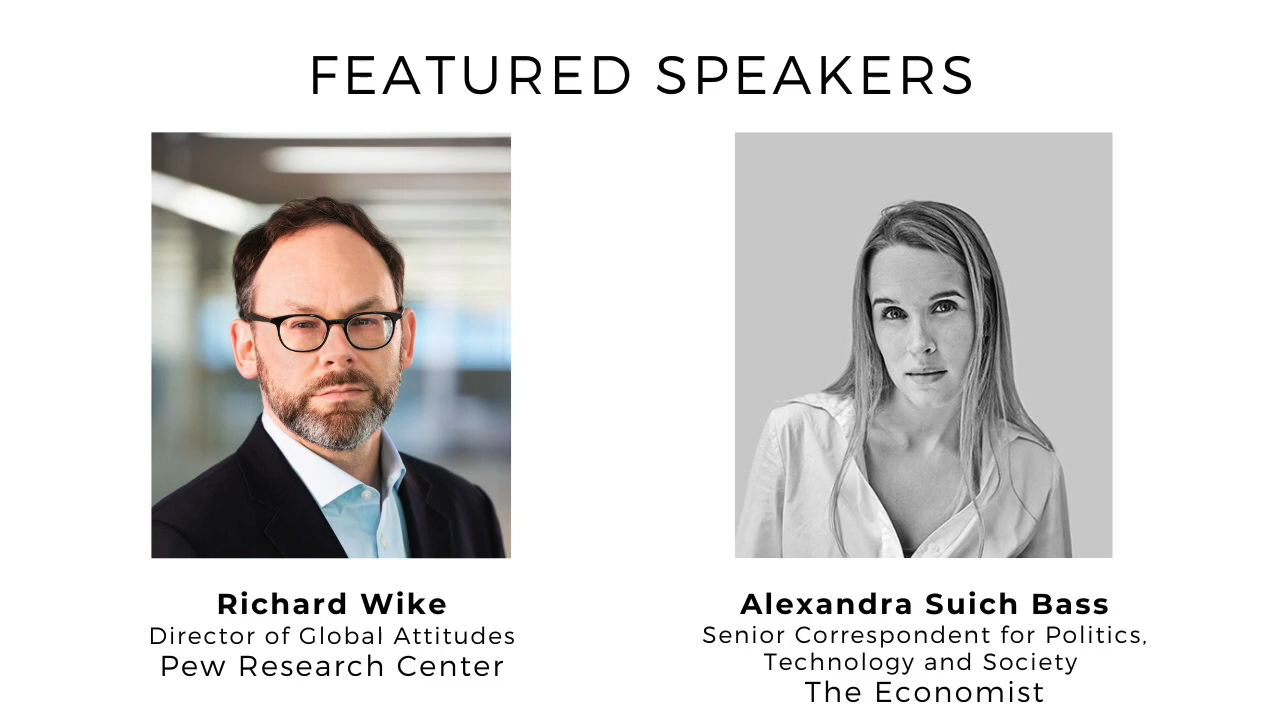 FEATURED SPEAKERS
Richard Wike
Director of Global Attitudes
Pew Research Center
Alexandra Suich Bass
Senior Correspondent for Politics,
Technology and Society
The Economist